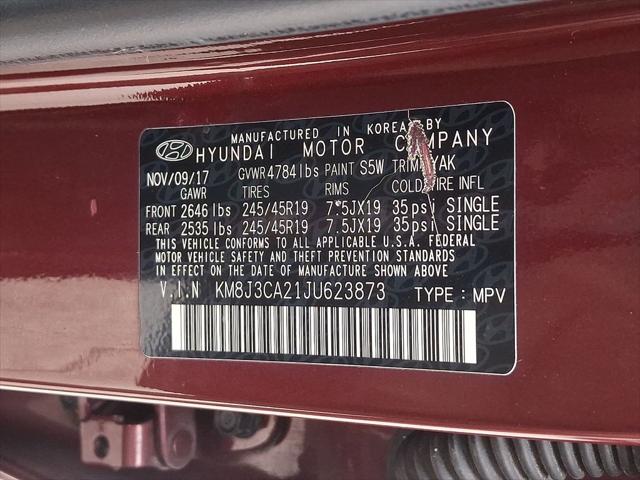 MANUFACTURED IN KOREA BY
HYUNDAI MOTOR COMPANY
NOV/09/17 GVWR4784lbs PAINT S5W TRIM YAK
GAWR TIRES RIMS COLD TIRE INFL
FRONT 2646 lbs 245/45R19 7.5JX19 35psi SINGLE
REAR 2535 lbs 245/45R19 7.5JX19 35psi SINGLE
THIS VEHICLE CONFORMS TO ALL APPLICABLE U.S.A. FEDERAL
MOTOR VEHICLE SAFETY AND THEFT PREVENTION STANDARDS
IN EFFECT ON THE DATE OF MANUFACTURE SHOWN ABOVE
V.I.N KM8J3CA21JU623873 TYPE : MPV